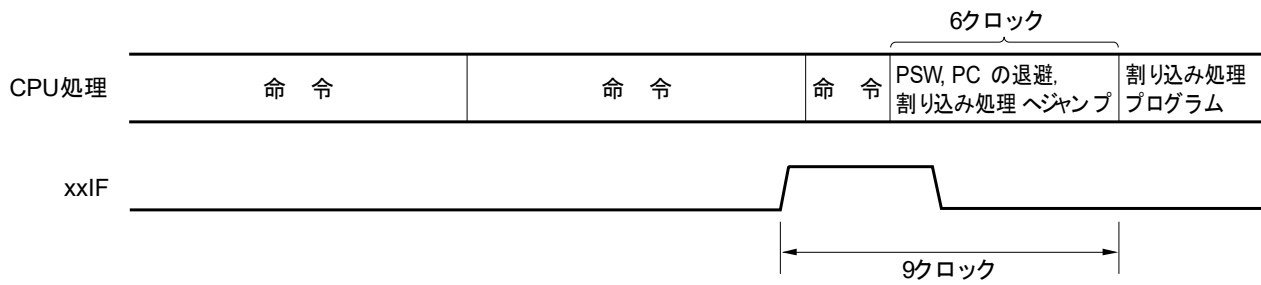 6クロック
CPU処理
命 令
命 令
命 令
PSW, PC の退避,
割り込み処理 へジャンプ
割り込み処理
プログラム
xxIF
9クロック